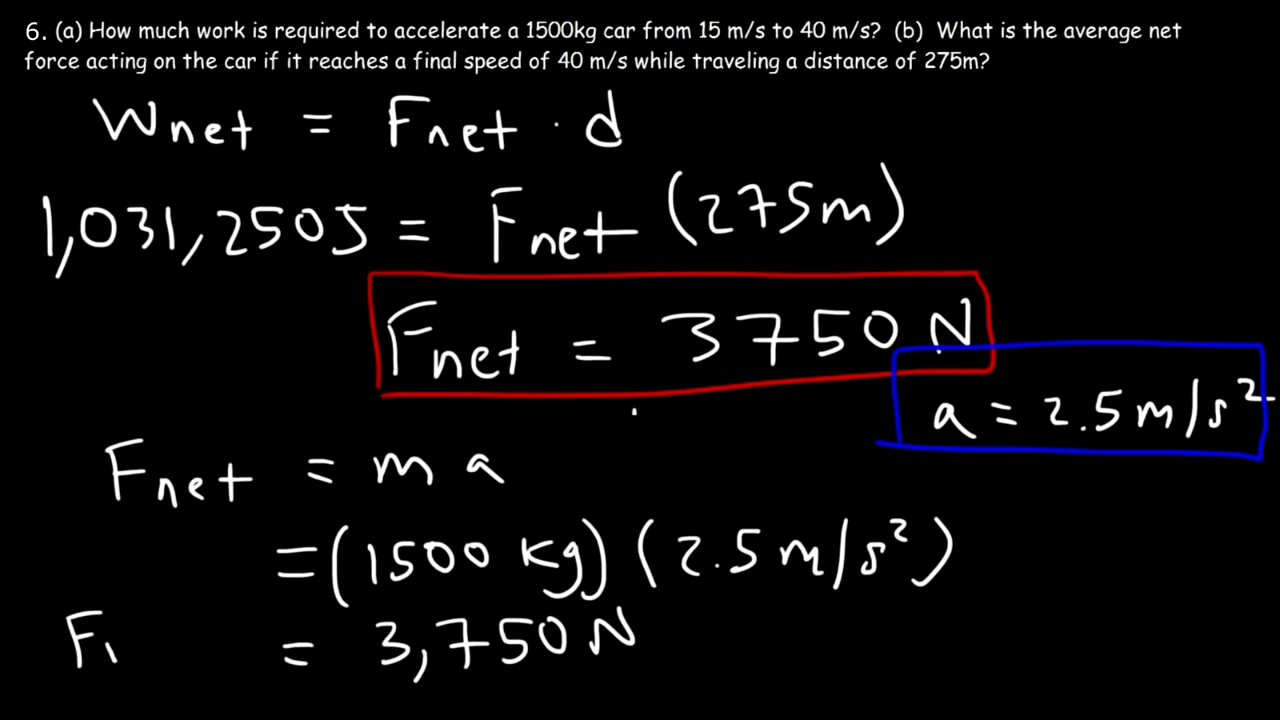 6. (a) How much work is required to accelerate a 1500kg car from 15 m/s to 40 m/s? (b) What is the average net
force acting on the car if it reaches a final speed of 40 m/s while traveling a distance of 275m?
Wnet = Fnet · d
1,031,250J = Fnet (275m)
Fnet = 3750 N
a = 2.5 m/s²
Fnet = m a
= (1500 kg) (2.5 m/s²)
F₁ = 3,750 N